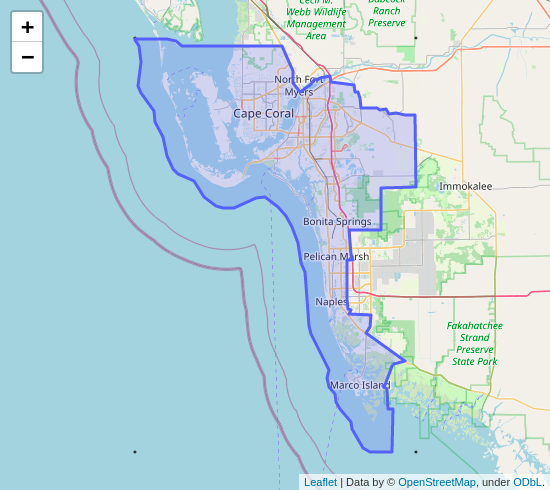 +
−
Babcock
Ranch
Preserve
Cecil M.
Webb Wildlife
Management
Area
North Fort
Myers
Cape Coral
Immokalee
Bonita Springs
Pelican Marsh
Naples
Fakahatchee
Strand
Preserve
State Park
Marco Island
Leaflet | Data by © OpenStreetMap, under ODbL.